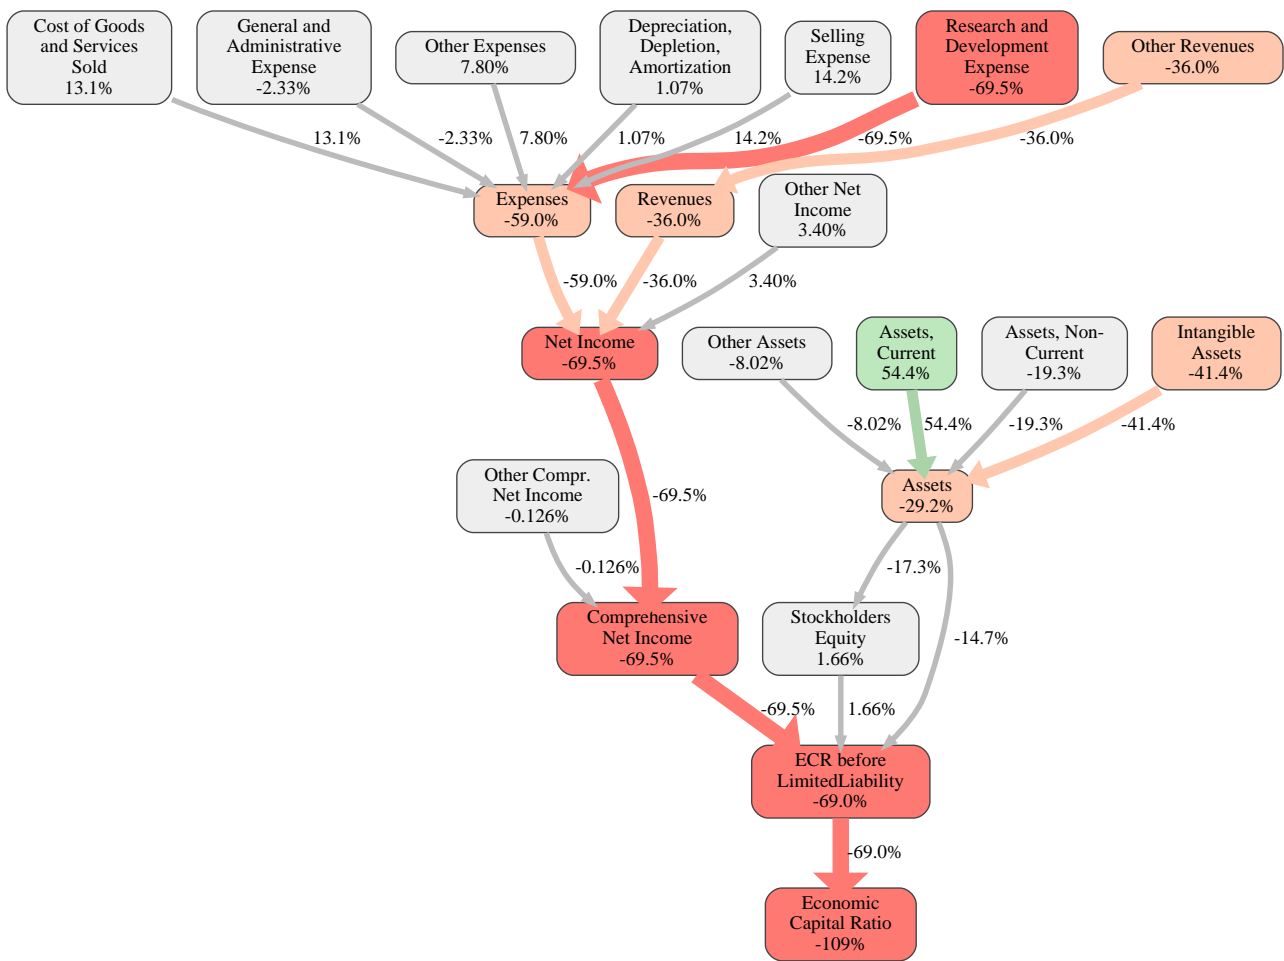 Cost of Goods
and Services
Sold
13.1%
General and
Administrative
Expense
-2.33%
Other Expenses
7.80%
Depreciation,
Depletion,
Amortization
1.07%
Selling
Expense
14.2%
Research and
Development
Expense
-69.5%
Other Revenues
-36.0%
13.1%
-2.33%
7.80%
1.07%
14.2%
-69.5%
-36.0%
Expenses
-59.0%
Revenues
-36.0%
Other Net
Income
3.40%
-59.0%
-36.0%
3.40%
Net Income
-69.5%
Other Assets
-8.02%
Assets,
Current
54.4%
Assets, Non-
Current
-19.3%
Intangible
Assets
-41.4%
-8.02%
54.4%
-19.3%
-41.4%
Other Compr.
Net Income
-0.126%
-69.5%
Assets
-29.2%
-0.126%
-17.3%
-14.7%
Comprehensive
Net Income
-69.5%
Stockholders
Equity
1.66%
-69.5%
1.66%
ECR before
LimitedLiability
-69.0%
-69.0%
Economic
Capital Ratio
-109%